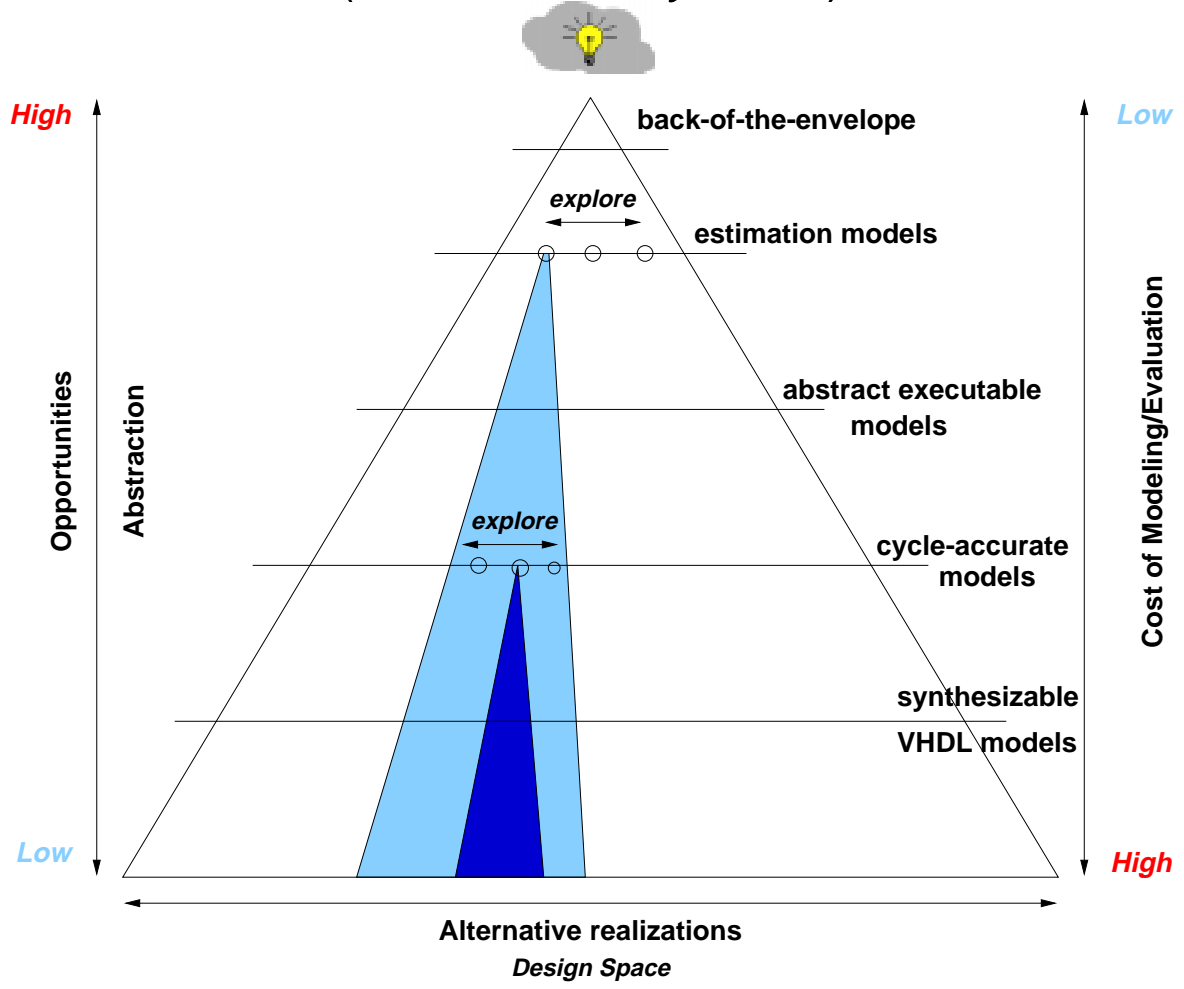 High
Low
back-of-the-envelope
explore
estimation models
abstract executable
models
Opportunities
Abstraction
Cost of Modeling/Evaluation
explore
cycle-accurate
models
synthesizable
VHDL models
Low
High
Alternative realizations
Design Space